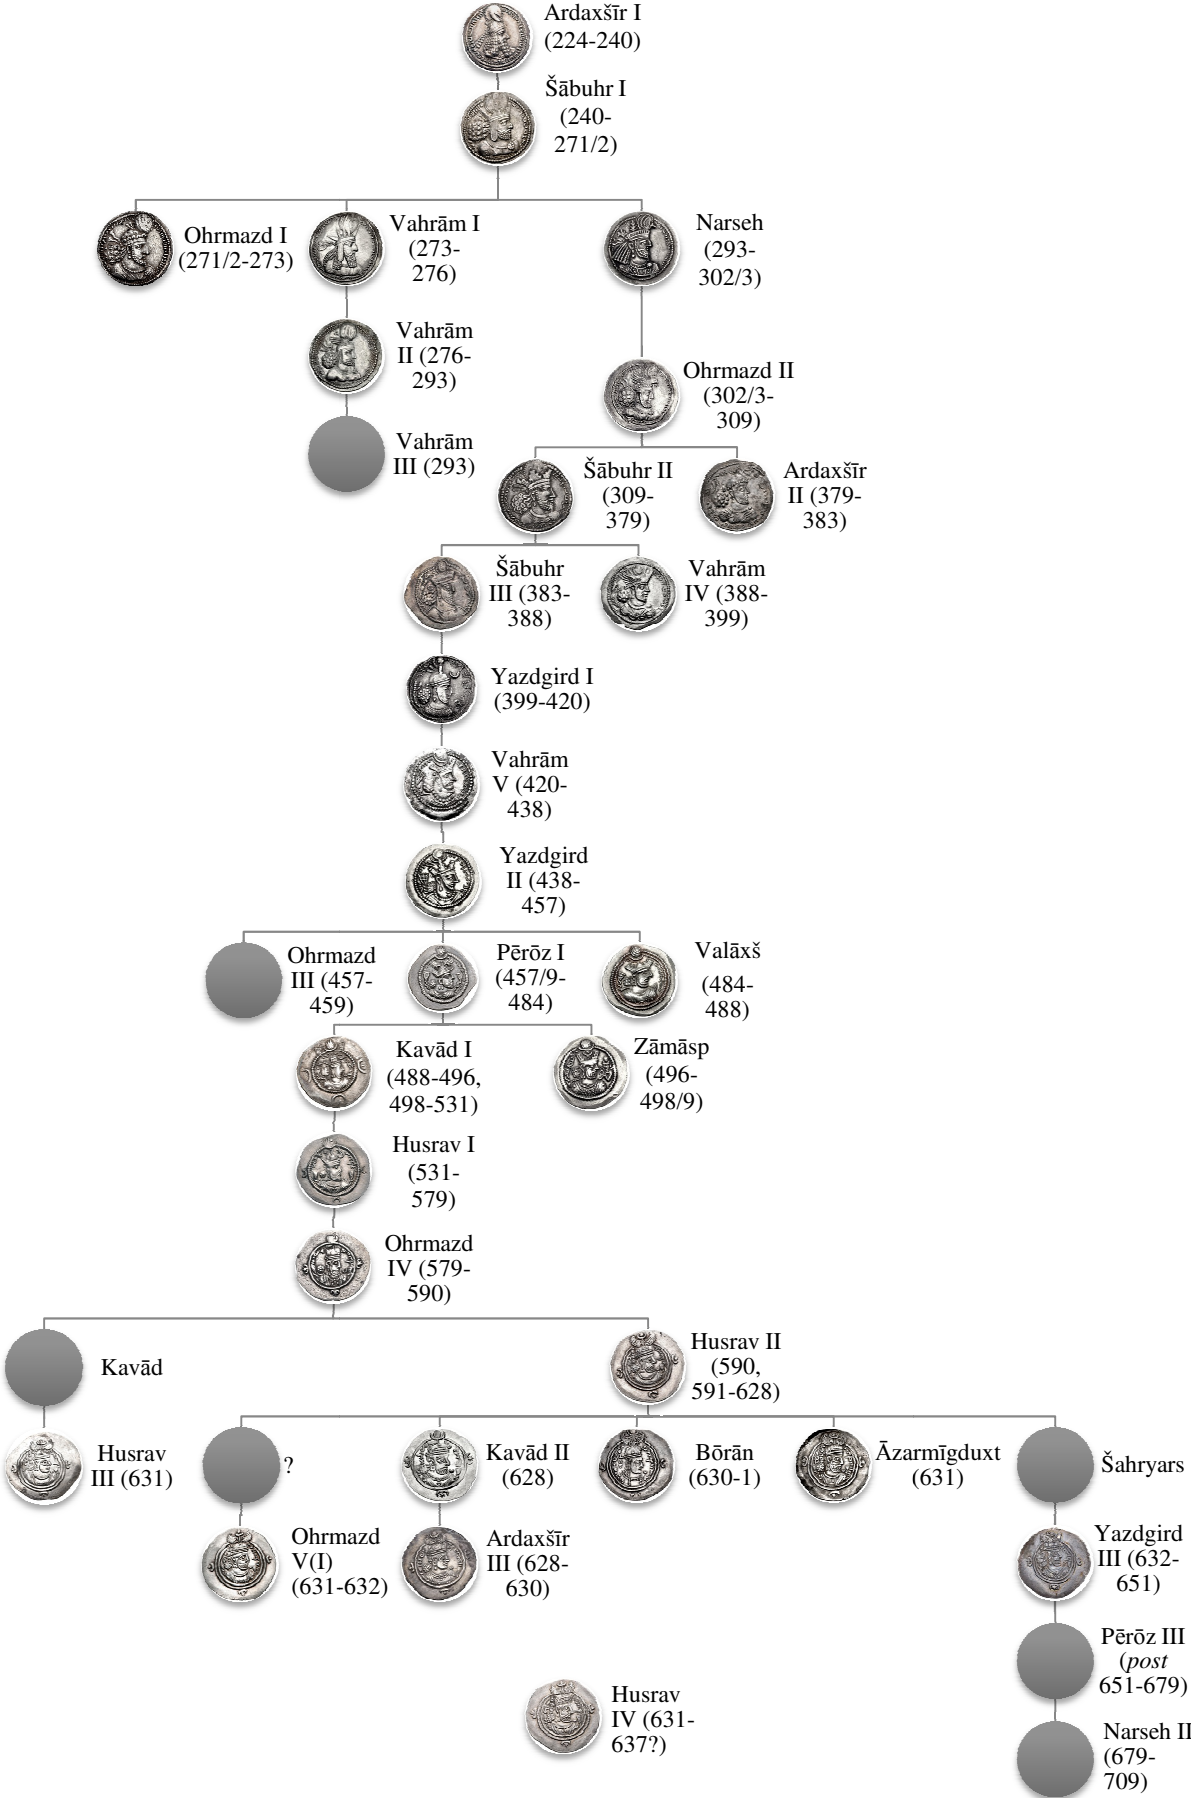 Ardaxšīr I
(224-240)
Šābuhr I
(240-
271/2)
Ohrmazd I
(271/2-273)
Vahrām I
(273-
276)
Narseh
(293-
302/3)
Vahrām
II (276-
293)
Ohrmazd II
(302/3-
309)
Vahrām
III (293)
Šābuhr II
(309-
379)
Ardaxšīr
II (379-
383)
Šābuhr
III (383-
388)
Vahrām
IV (388-
399)
Yazdgird I
(399-420)
Vahrām
V (420-
438)
Yazdgird
II (438-
457)
Ohrmazd
III (457-
459)
Pērōz I
(457/9-
484)
Valāxš
(484-
488)
Kavād I
(488-496,
498-531)
Zāmāsp
(496-
498/9)
Husrav I
(531-
579)
Ohrmazd
IV (579-
590)
Kavād
Husrav II
(590,
591-628)
Husrav
III (631)
?
Kavād II
(628)
Bōrān
(630-1)
Āzarmīgduxt
(631)
Šahryars
Ohrmazd
V(I)
(631-632)
Ardaxšīr
III (628-
630)
Yazdgird
III (632-
651)
Pērōz III
(post
651-679)
Husrav
IV (631-
637?)
Narseh II
(679-
709)